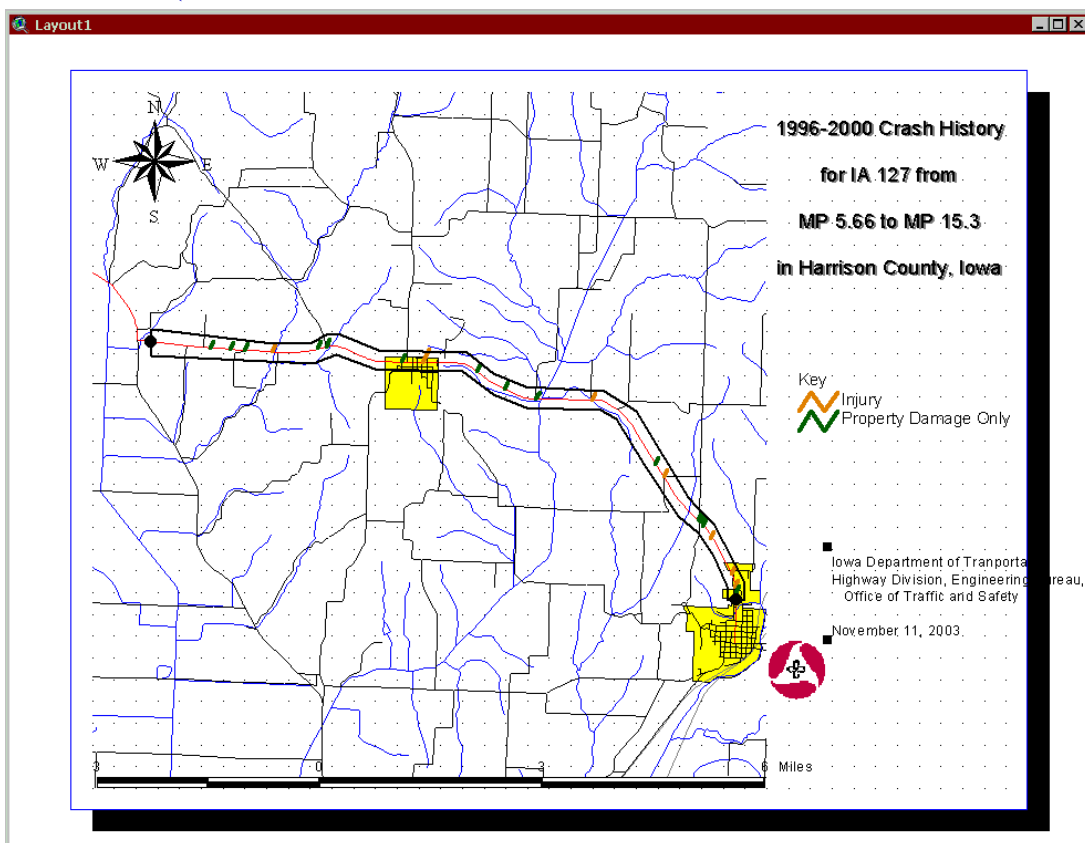 Layout1
N
W E
S
1996-2000 Crash History
for IA 127 from
MP 5.66 to MP 15.3
in Harrison County, Iowa
Key
Injury
Property Damage Only
Iowa Department of Tranporta
Highway Division, Engineering Bureau,
Office of Traffic and Safety
November 11, 2003
3 0 3 6 Miles